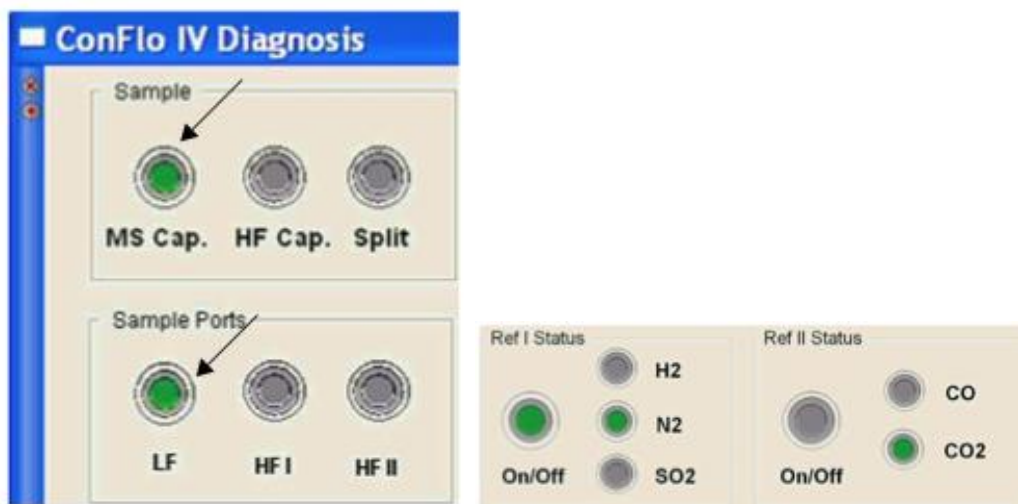 ConFlo IV Diagnosis
Sample
MS Cap. HF Cap. Split
Sample Ports
LF HF I HF II
Ref I Status
H2
N2
On/Off SO2
Ref II Status
CO
CO2
On/Off